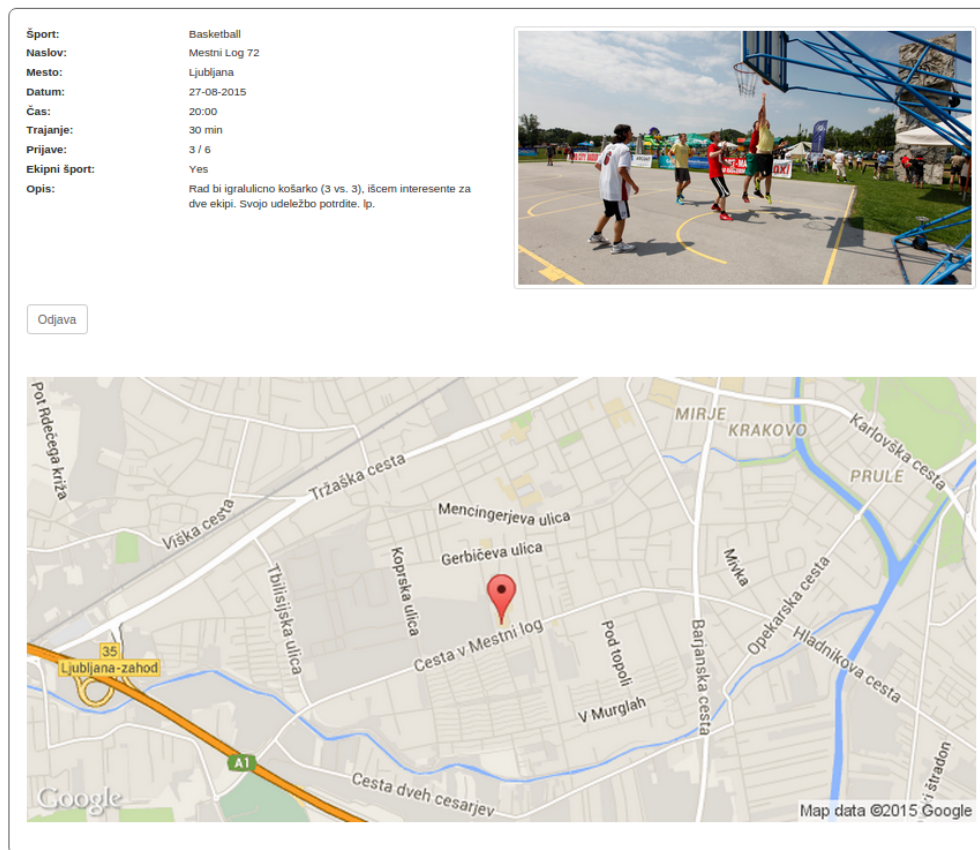 Šport: Basketball
Naslov: Mestni Log 72
Mesto: Ljubljana
Datum: 27-08-2015
Čas: 20:00
Trajanje: 30 min
Prijave: 3 / 6
Ekipni šport: Yes
Opis: Rad bi igralulicno košarko (3 vs. 3), išcem interesente za
dve ekipi. Svojo udeležbo potrdite. lp.
Odjava
Pot Rdečega križa
MIRJE
KRAKOVO
Karlovška cesta
PRULE
Tržaška cesta
Viška cesta
Mencingerjeva ulica
Gerbičeva ulica
Koprska ulica
Tbilisijska ulica
Mivka
Opekarska cesta
Cesta v Mestni log
Pod topoli
Barjanska cesta
Hladnikova cesta
35
Ljubljana-zahod
V Murglah
A1
Cesta dveh cesarjev
Google
Map data ©2015 Google